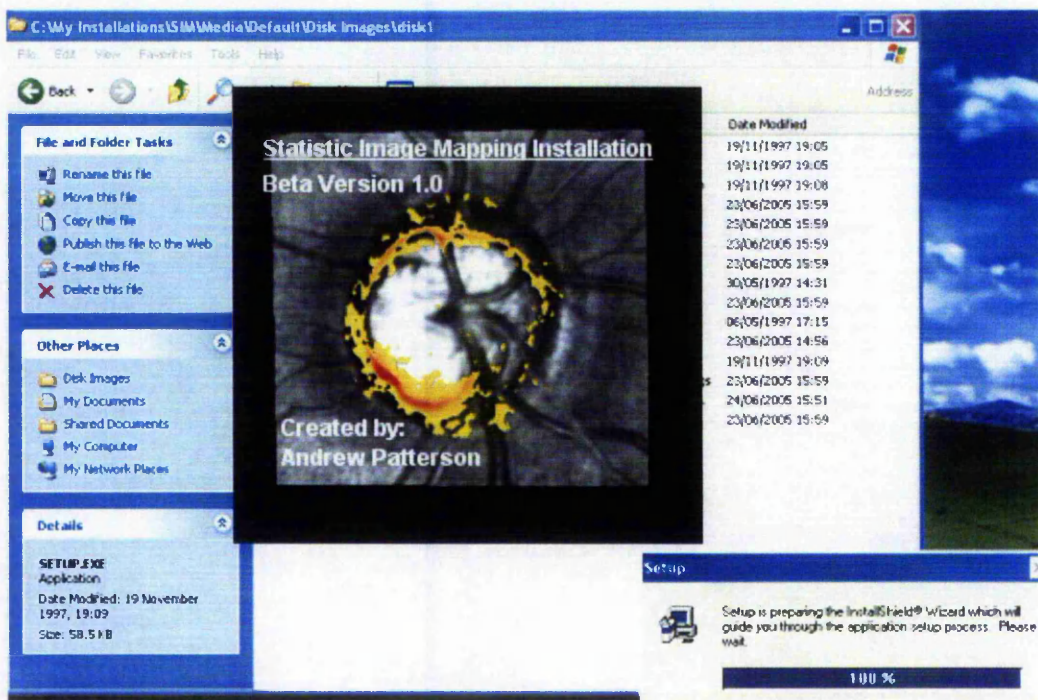 C:\My Installations\SIM\Media\Default\Disk Images\disk1
File Edit View Favorites Tools Help
Back
Address
File and Folder Tasks
Rename this file
Move this file
Copy this file
Publish this file to the Web
E-mail this file
Delete this file
Other Places
Disk Images
My Documents
Shared Documents
My Computer
My Network Places
Details
SETUP.EXE
Application
Date Modified: 19 November
1997, 19:09
Size: 58.5 KB
Statistic Image Mapping Installation
Beta Version 1.0
Created by:
Andrew Patterson
Date Modified
19/11/1997 19:05
19/11/1997 19:05
19/11/1997 19:08
23/06/2005 15:59
23/06/2005 15:59
23/06/2005 15:59
23/06/2005 15:59
30/05/1997 14:31
23/06/2005 15:59
06/05/1997 17:15
23/06/2005 14:56
19/11/1997 19:09
23/06/2005 15:59
24/06/2005 15:51
23/06/2005 15:59
Setup
Setup is preparing the InstallShield® Wizard which will
guide you through the application setup process. Please
wait.
100 %